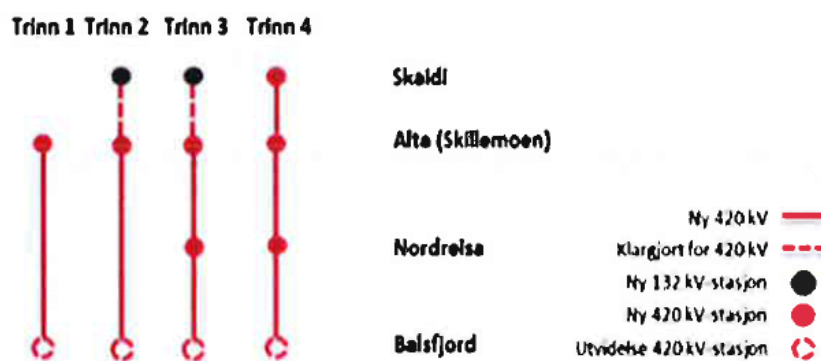 Trinn 1 Trinn 2 Trinn 3 Trinn 4
Skaidi
Alta (Skillemoen)
Nordreisa
Balsfjord
Ny 420 kV
Klargjort for 420 kV
Ny 132 kV-stasjon
Ny 420 kV-stasjon
Utvidelse 420 kV-stasjon